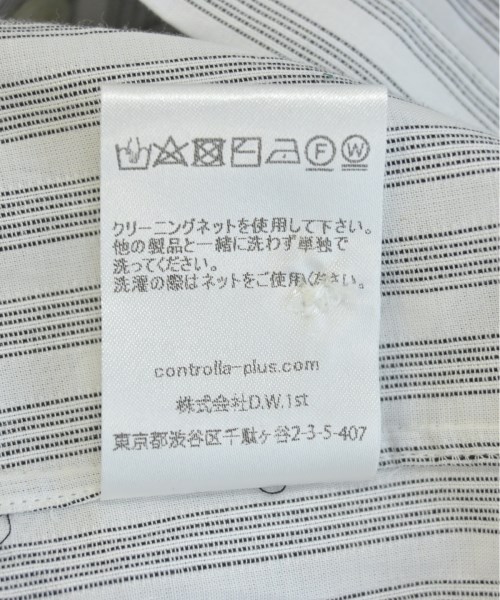 F W
クリーニングネットを使用して下さい。
他の製品と一緒に洗わず単独で
洗ってください。
洗濯の際はネットをご使用ください。
controlla-plus.com
株式会社D.W.1st
東京都渋谷区千駄ヶ谷2-3-5-407